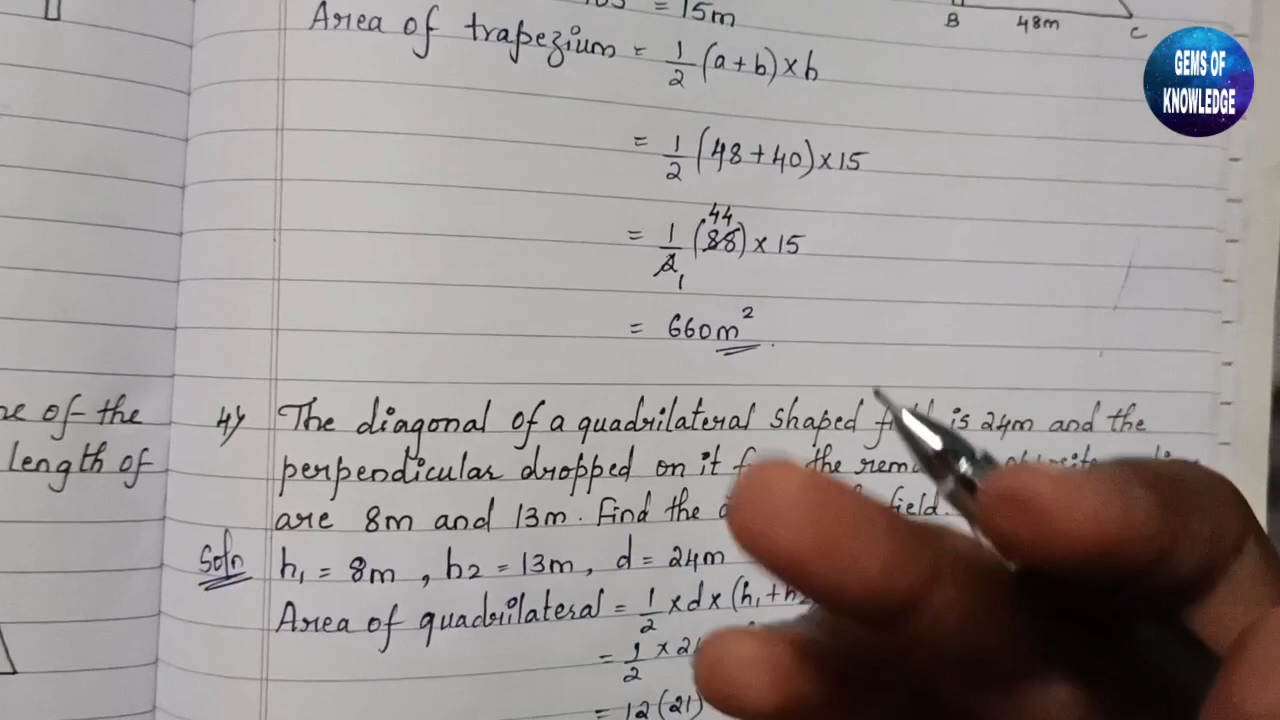 = 15m
B 48m C
Area of trapezium = 1/2 (a+b)×h
GEMS OF
KNOWLEDGE
= 1/2 (48+40)×15
44
= 1/2 (88)×15
1
= 660m²
ne of the
length of
4) The diagonal of a quadrilateral shaped is 24m and the
perpendicular dropped on it the
are 8m and 13m. Find the field.
Soln h₁ = 8m, h2 = 13m, d = 24m
Area of quadrilateral = 1/2 ×d×(h₁+h2
= 1/2 ×
= 12(21)